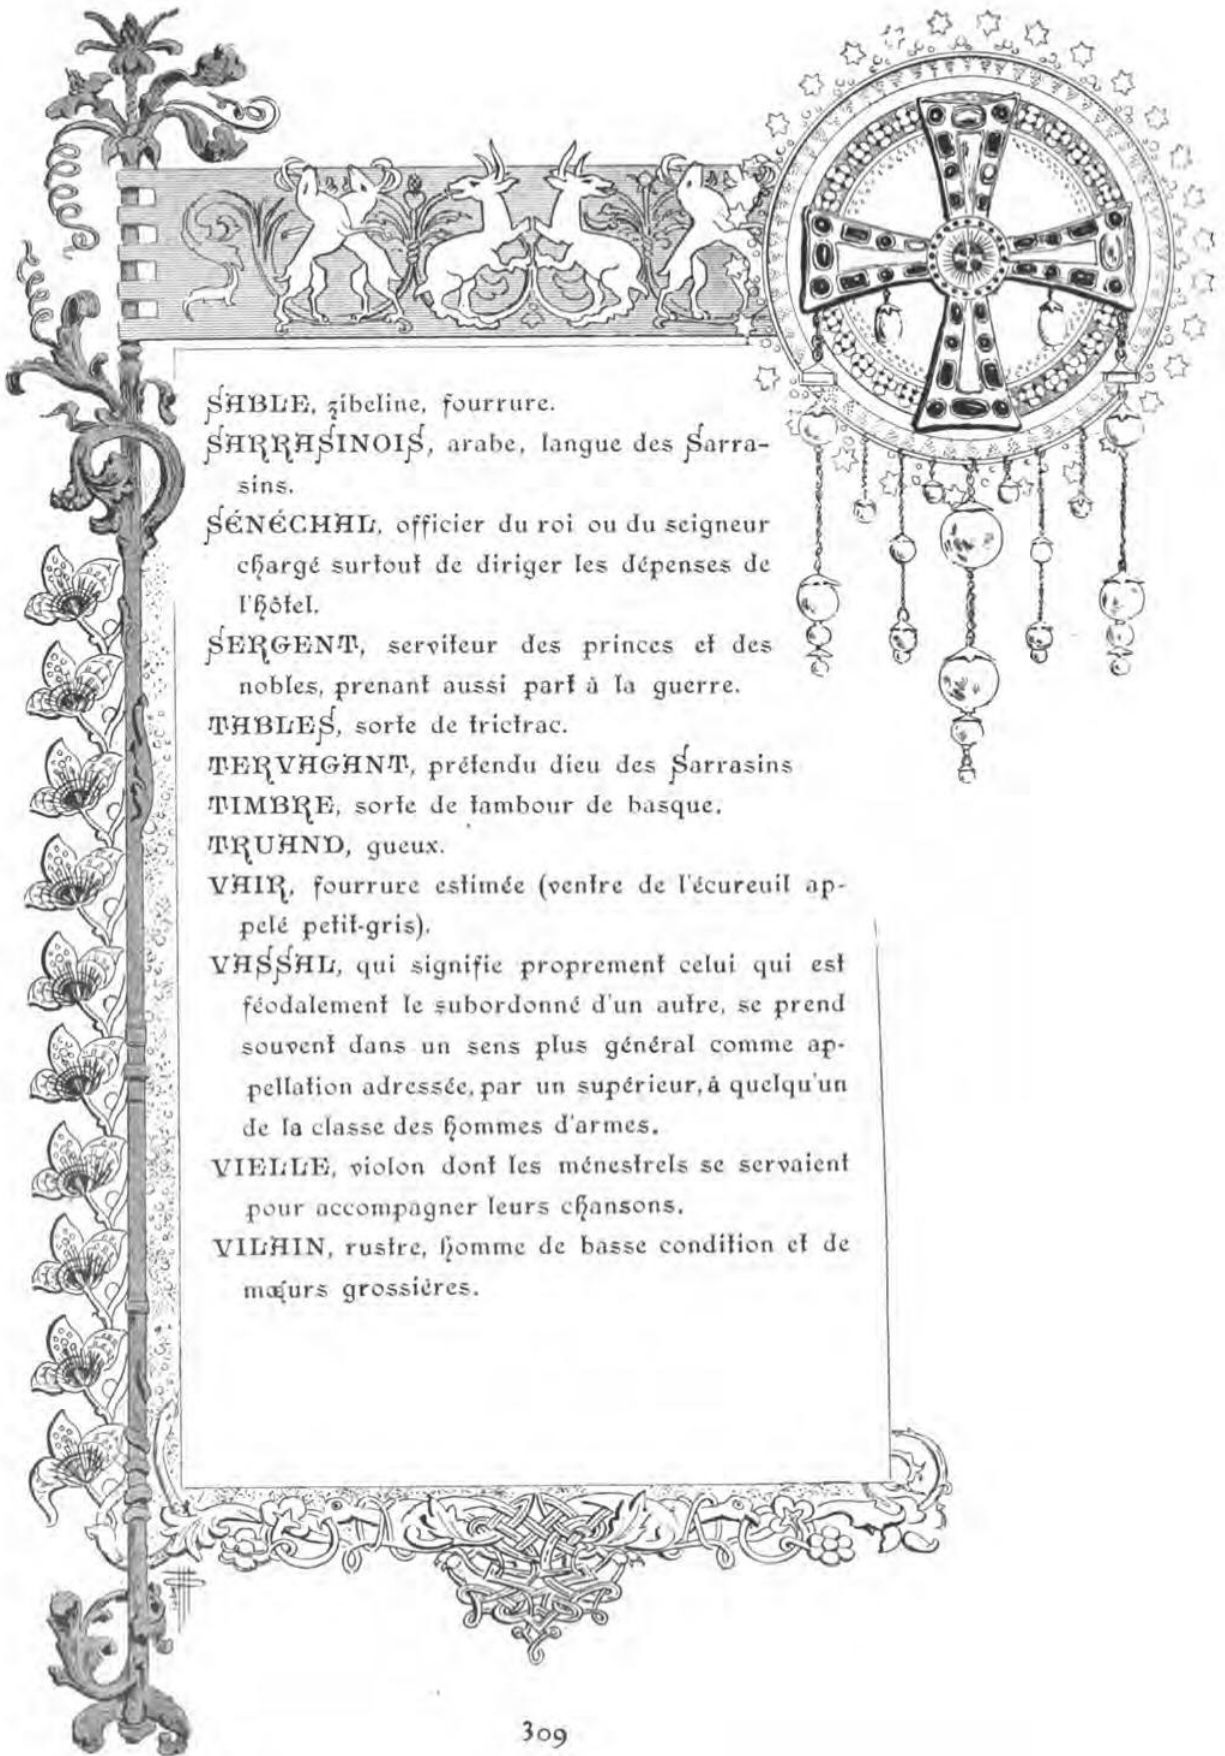 SABLE, zibeline, fourrure.
SARRASINOIS, arabe, langue des Sarra-
sins.
SÉNÉCHAL, officier du roi ou du seigneur
chargé surtout de diriger les dépenses de
l'hôtel.
SERGENT, serviteur des princes et des
nobles, prenant aussi part à la guerre.
TABLES, sorte de trictrac.
TERVAGANT, prétendu dieu des Sarrasins
TIMBRE, sorte de tambour de basque.
TRUAND, gueux.
VAIR, fourrure estimée (ventre de l'écureuil ap-
pelé petit-gris).
VASSAL, qui signifie proprement celui qui est
féodalement le subordonné d'un autre, se prend
souvent dans un sens plus général comme ap-
pellation adressée, par un supérieur, à quelqu'un
de la classe des hommes d'armes.
VIELLE, violon dont les ménestrels se servaient
pour accompagner leurs chansons.
VILAIN, rustre, homme de basse condition et de
mœurs grossières.
309